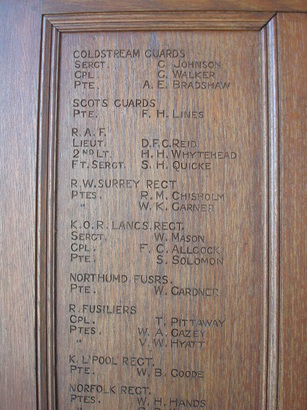 COLDSTREAM GUARDS
SERGT. C. JOHNSON
CPL. G. WALKER
PTE. A. E. BRADSHAW
SCOTS GUARDS
PTE. F. H. LINES
R. A. F.
LIEUT. D.F.C. REID
2ND LT. H. H. WHYTEHEAD
FT. SERGT. S. H. QUICKE
R.W. SURREY RECT
PTES. R. M. CHISHOLM
" W. K. GARNER
K.O.R. LANCS. REGT.
SERGT. W. MASON
CPL. F. C. ALLCOCK
PTE. S. SOLOMON
NORTHUMD FUSRS.
PTE. W. GARDNER
R. FUSILIERS
CPL. T. PITTAWAY
PTES. W. A. CAZEY
" V. W. HYATT
K. L'POOL REGT.
PTE. W. B. GOODE
NORFOLK REGT.
PTES. W. H. HANDS